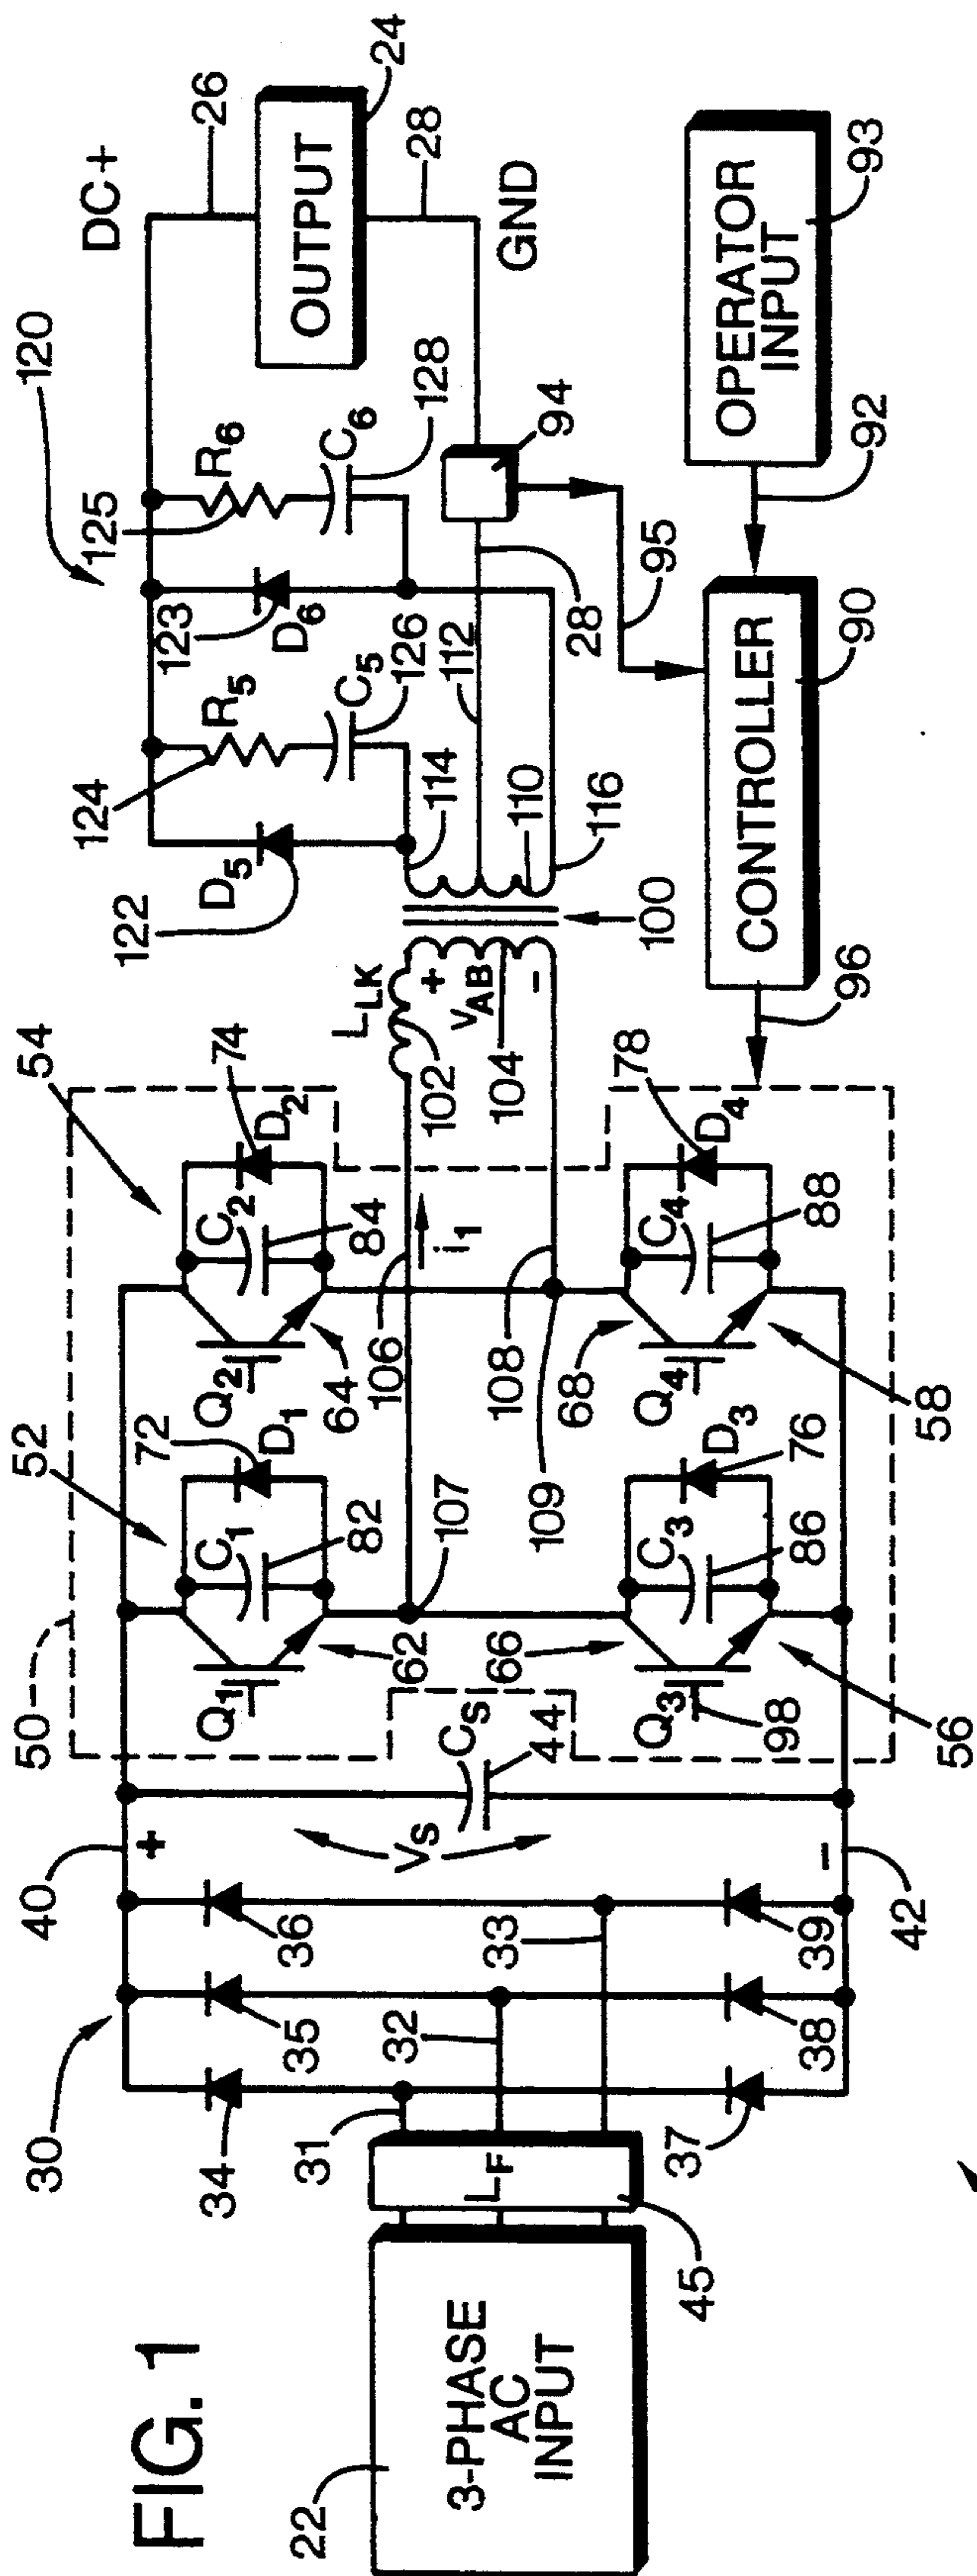 FIG. 1
22
3-PHASE
AC
INPUT
45
L_F
30
31
32
33
34
35
36
37
38
39
40
+
42
-
V_S
C_S
44
50
52
Q_1
62
C_1
82
72
D_1
54
Q_2
64
C_2
84
74
D_2
107
106
i_1
108
109
56
Q_3
98
66
C_3
86
76
D_3
58
Q_4
68
C_4
88
78
D_4
L_LK
102
+
V_AB
-
104
100
110
112
114
116
120
D_5
122
R_5
124
C_5
126
D_6
123
R_6
125
C_6
128
28
94
95
DC+
26
OUTPUT
24
28
GND
96
CONTROLLER
90
92
OPERATOR
INPUT
93